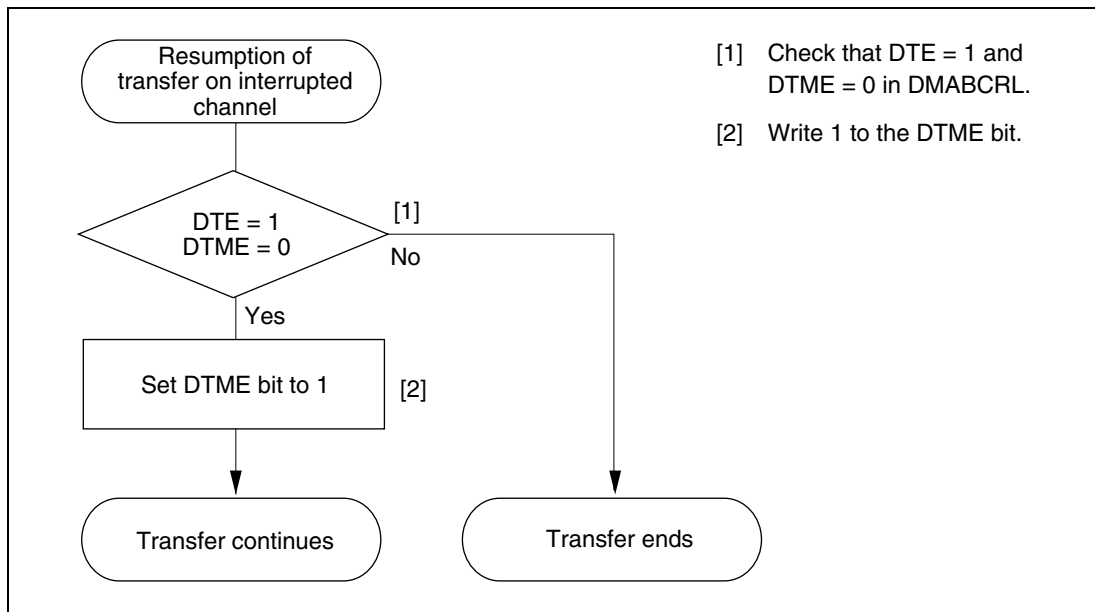 Resumption of
transfer on interrupted
channel
[1] Check that DTE = 1 and
DTME = 0 in DMABCRL.
[2] Write 1 to the DTME bit.
DTE = 1
DTME = 0
[1]
No
Yes
Set DTME bit to 1
[2]
Transfer continues
Transfer ends